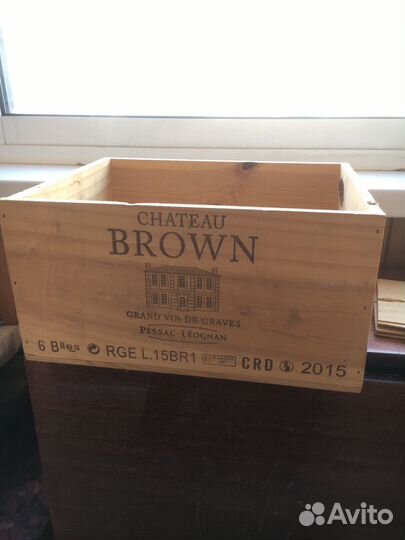 CHATEAU
BROWN
GRAND VIN DE GRAVES
PESSAC-LÉOGNAN
6 Blles RGE L.15BR1 CRD 2015
Avito